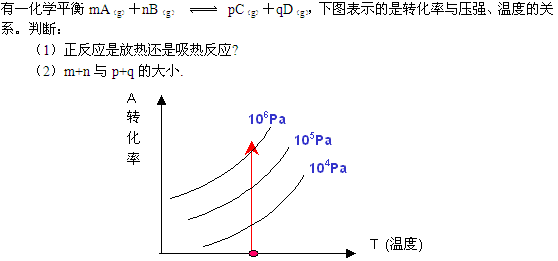 有一化学平衡 mA（g）＋nB（g） ⇌ pC（g）＋qD（g），下图表示的是转化率与压强、温度的关
系。判断：
（1）正反应是放热还是吸热反应?
（2）m+n 与 p+q 的大小.
A
转
化
率
10⁶Pa
10⁵Pa
10⁴Pa
T (温度)